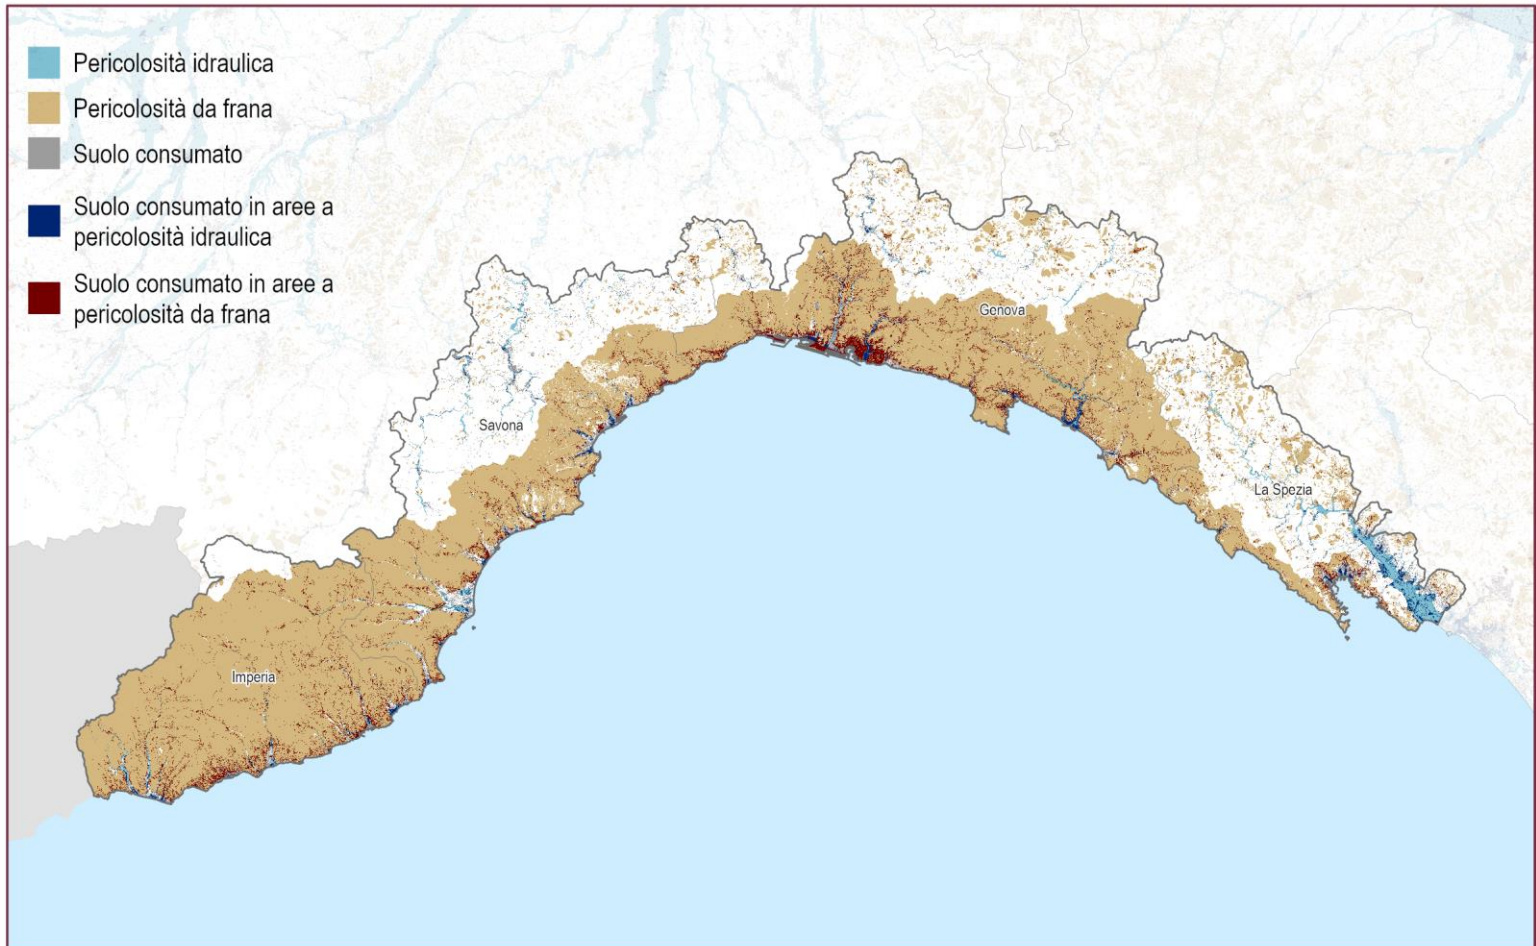 Pericolosità idraulica
Pericolosità da frana
Suolo consumato
Suolo consumato in aree a
pericolosità idraulica
Suolo consumato in aree a
pericolosità da frana
Genova
Savona
La Spezia
Imperia